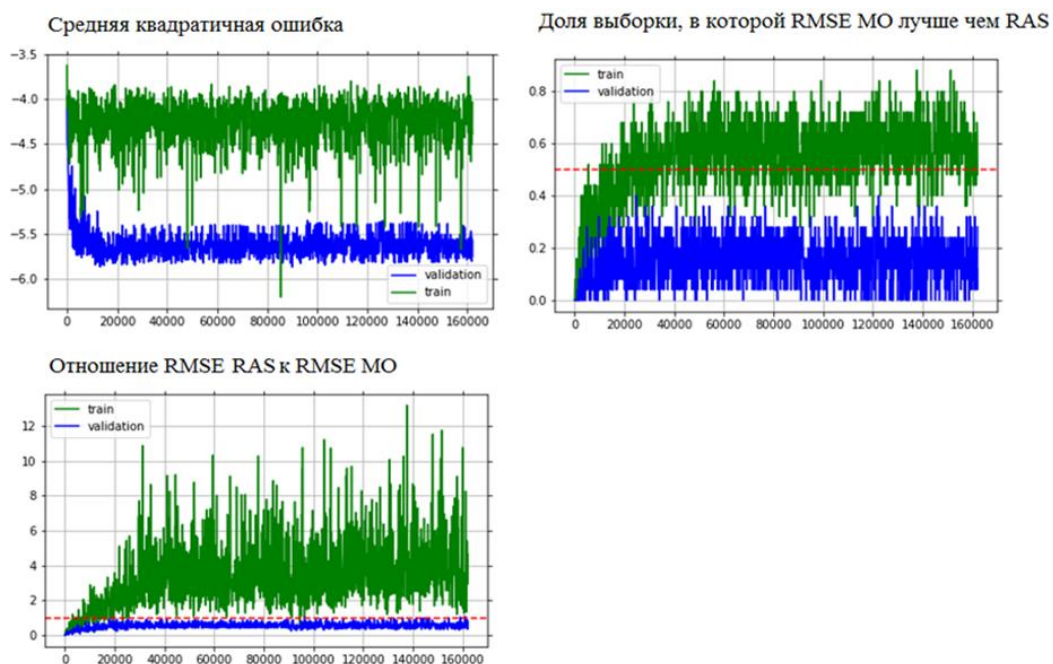 Средняя квадратичная ошибка
−3.5
−4.0
−4.5
−5.0
−5.5
−6.0
validation
train
0 20000 40000 60000 80000 100000 120000 140000 160000
Доля выборки, в которой RMSE МО лучше чем RAS
train
validation
0.8
0.6
0.4
0.2
0.0
0 20000 40000 60000 80000 100000 120000 140000 160000
Отношение RMSE RAS к RMSE МО
train
validation
12
10
8
6
4
2
0
0 20000 40000 60000 80000 100000 120000 140000 160000